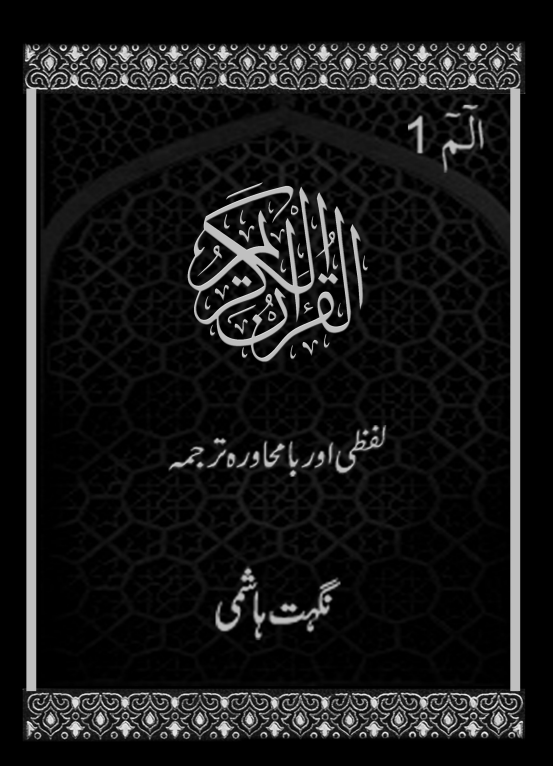 الٓمٓ 1
القرآن الكريم
لفظی اور بامحاورہ ترجمہ
نگہت ہاشمی